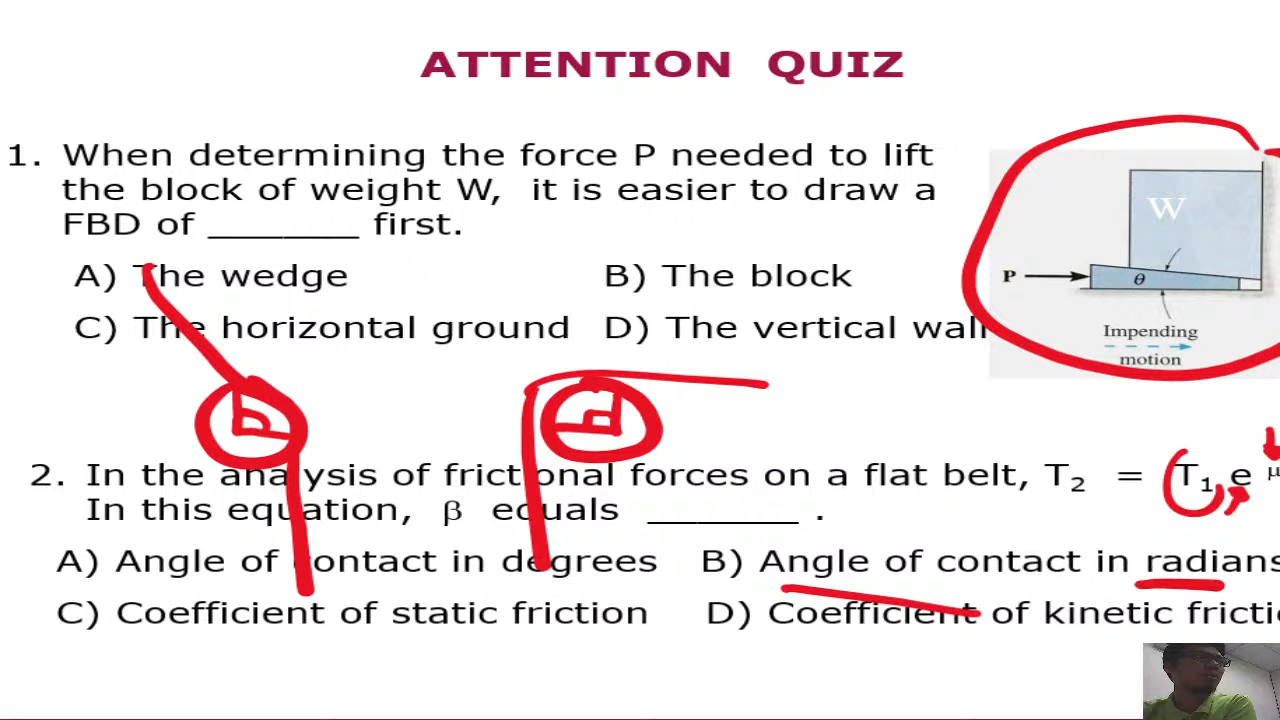 ATTENTION QUIZ
1. When determining the force P needed to lift
the block of weight W, it is easier to draw a
FBD of ______ first.
A) The wedge B) The block
C) The horizontal ground D) The vertical wall
W
P
θ
Impending
motion
2. In the analysis of frictional forces on a flat belt, T₂ = T₁ e μ
In this equation, β equals ______ .
A) Angle of contact in degrees B) Angle of contact in radians
C) Coefficient of static friction D) Coefficient of kinetic fricti